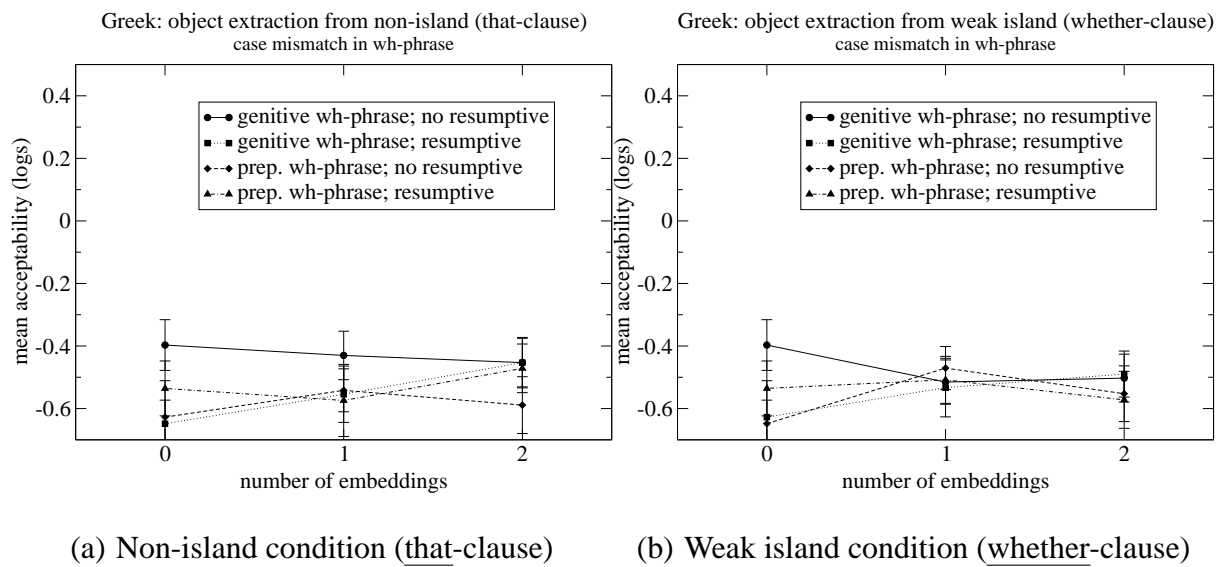 Greek: object extraction from non-island (that-clause)
case mismatch in wh-phrase
0.4
0.2
0
-0.2
-0.4
-0.6
mean acceptability (logs)
genitive wh-phrase; no resumptive
genitive wh-phrase; resumptive
prep. wh-phrase; no resumptive
prep. wh-phrase; resumptive
0 1 2
number of embeddings
(a) Non-island condition (that-clause)
Greek: object extraction from weak island (whether-clause)
case mismatch in wh-phrase
0.4
0.2
0
-0.2
-0.4
-0.6
mean acceptability (logs)
genitive wh-phrase; no resumptive
genitive wh-phrase; resumptive
prep. wh-phrase; no resumptive
prep. wh-phrase; resumptive
0 1 2
number of embeddings
(b) Weak island condition (whether-clause)